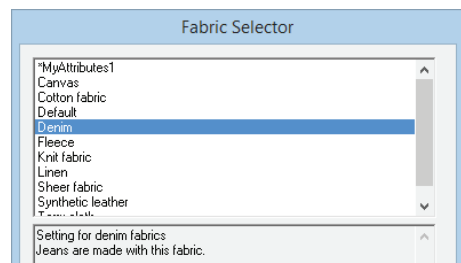 Fabric Selector
*MyAttributes1
Canvas
Cotton fabric
Default
Denim
Fleece
Knit fabric
Linen
Sheer fabric
Synthetic leather
Setting for denim fabrics
Jeans are made with this fabric.